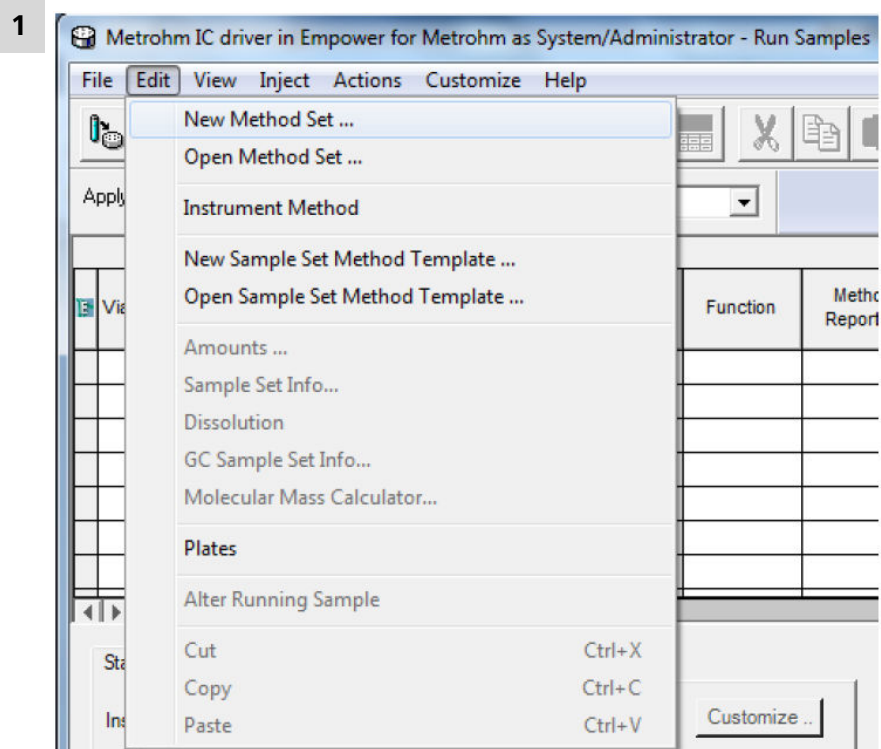 1
Metrohm IC driver in Empower for Metrohm as System/Administrator - Run Samples
File Edit View Inject Actions Customize Help
New Method Set ...
Open Method Set ...
Apply
Instrument Method
New Sample Set Method Template ...
Open Sample Set Method Template ...
Function
Amounts ...
Sample Set Info...
Dissolution
GC Sample Set Info...
Molecular Mass Calculator...
Plates
Alter Running Sample
Cut Ctrl+X
Copy Ctrl+C
Paste Ctrl+V
Customize ..